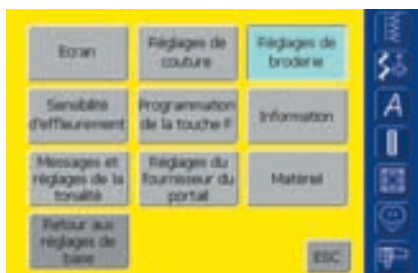 Ecran
Réglages de
couture
Réglages de
broderie
Sensibilité
d'effleurement
Programmation
de la touche F
Information
Messages et
réglages de la
tonalité
Réglages du
fournisseur du
portail
Matériel
Retour aux
réglages de
base
ESC
A